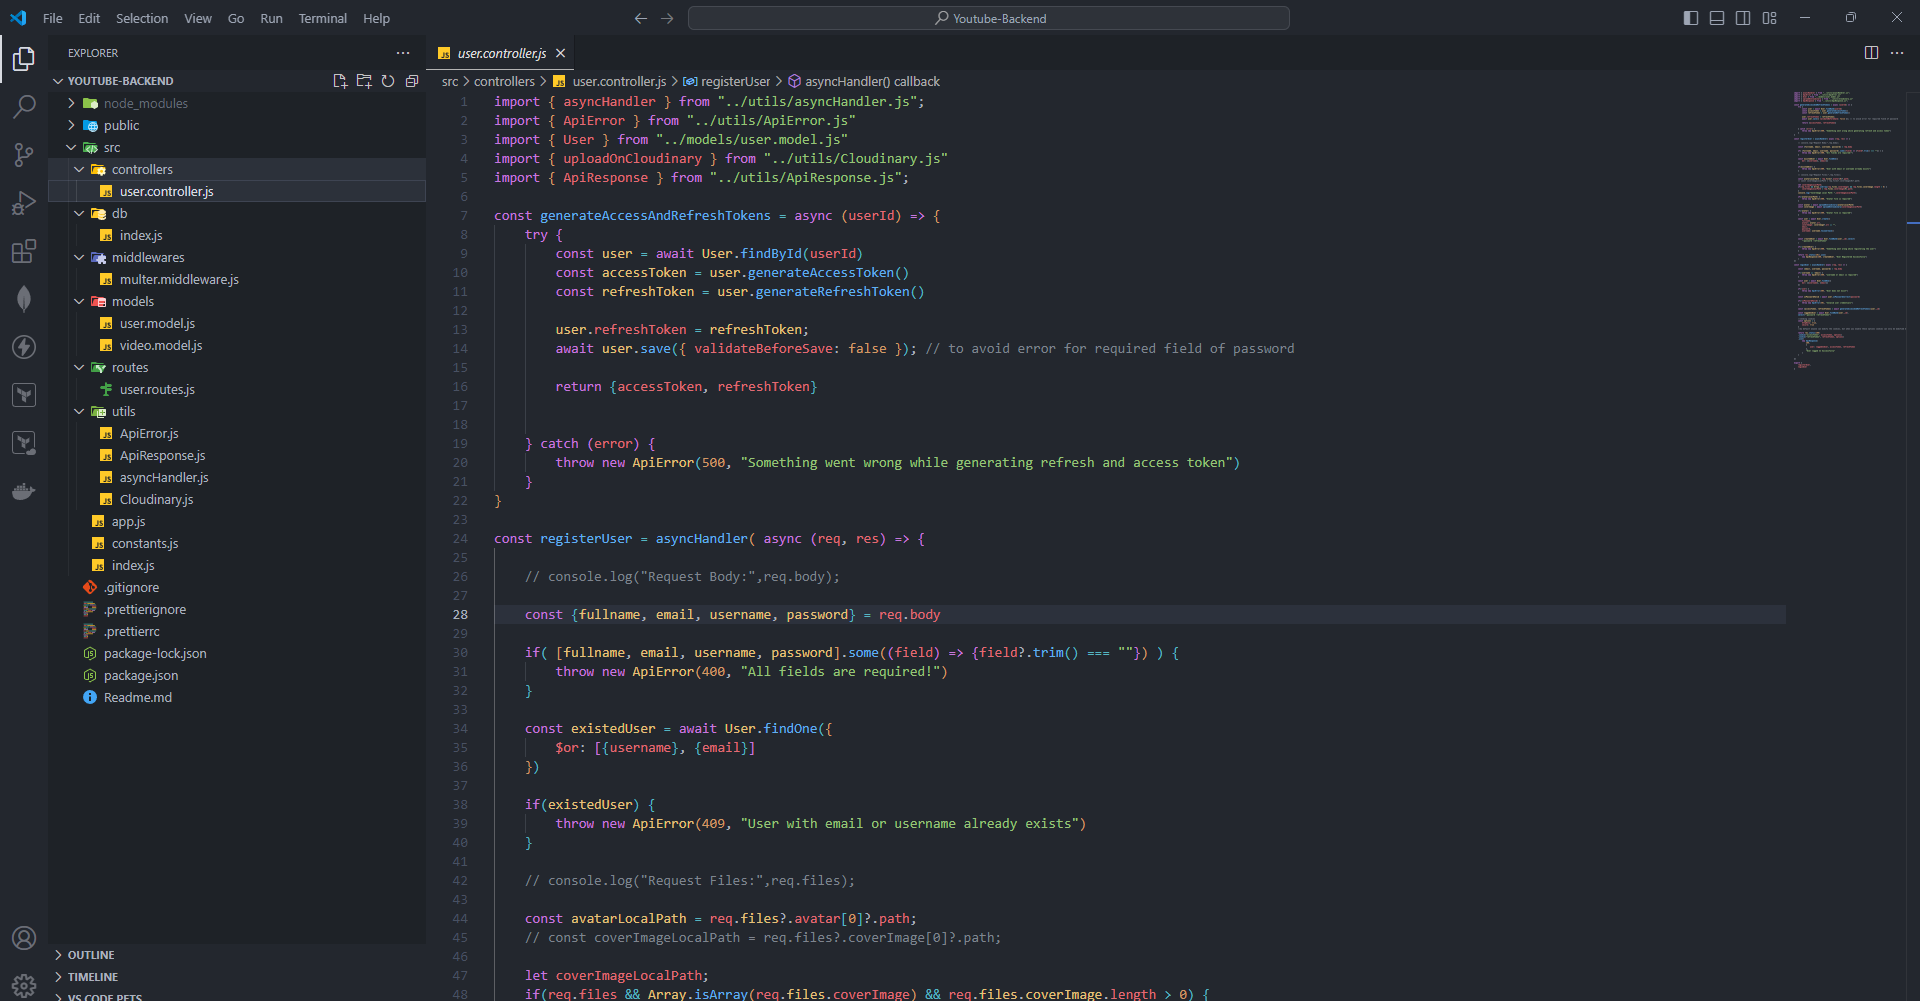 File Edit Selection View Go Run Terminal Help
Youtube-Backend
EXPLORER
YOUTUBE-BACKEND
node_modules
public
src
controllers
user.controller.js
db
index.js
middlewares
multer.middleware.js
models
user.model.js
video.model.js
routes
user.routes.js
utils
ApiError.js
ApiResponse.js
asyncHandler.js
Cloudinary.js
app.js
constants.js
index.js
.gitignore
.prettierignore
.prettierrc
package-lock.json
package.json
Readme.md
OUTLINE
TIMELINE
VS CODE PETS
user.controller.js
src > controllers > user.controller.js > registerUser > asyncHandler() callback
1 import { asyncHandler } from "../utils/asyncHandler.js";
2 import { ApiError } from "../utils/ApiError.js"
3 import { User } from "../models/user.model.js"
4 import { uploadOnCloudinary } from "../utils/Cloudinary.js"
5 import { ApiResponse } from "../utils/ApiResponse.js";
6
7 const generateAccessAndRefreshTokens = async (userId) => {
8 try {
9 const user = await User.findById(userId)
10 const accessToken = user.generateAccessToken()
11 const refreshToken = user.generateRefreshToken()
12
13 user.refreshToken = refreshToken;
14 await user.save({ validateBeforeSave: false }); // to avoid error for required field of password
15
16 return {accessToken, refreshToken}
17
18
19 } catch (error) {
20 throw new ApiError(500, "Something went wrong while generating refresh and access token")
21 }
22 }
23
24 const registerUser = asyncHandler( async (req, res) => {
25
26 // console.log("Request Body:",req.body);
27
28 const {fullname, email, username, password} = req.body
29
30 if( [fullname, email, username, password].some((field) => {field?.trim() === ""}) ) {
31 throw new ApiError(400, "All fields are required!")
32 }
33
34 const existedUser = await User.findOne({
35 $or: [{username}, {email}]
36 })
37
38 if(existedUser) {
39 throw new ApiError(409, "User with email or username already exists")
40 }
41
42 // console.log("Request Files:",req.files);
43
44 const avatarLocalPath = req.files?.avatar[0]?.path;
45 // const coverImageLocalPath = req.files?.coverImage[0]?.path;
46
47 let coverImageLocalPath;
48 if(req.files && Array.isArray(req.files.coverImage) && req.files.coverImage.length > 0) {